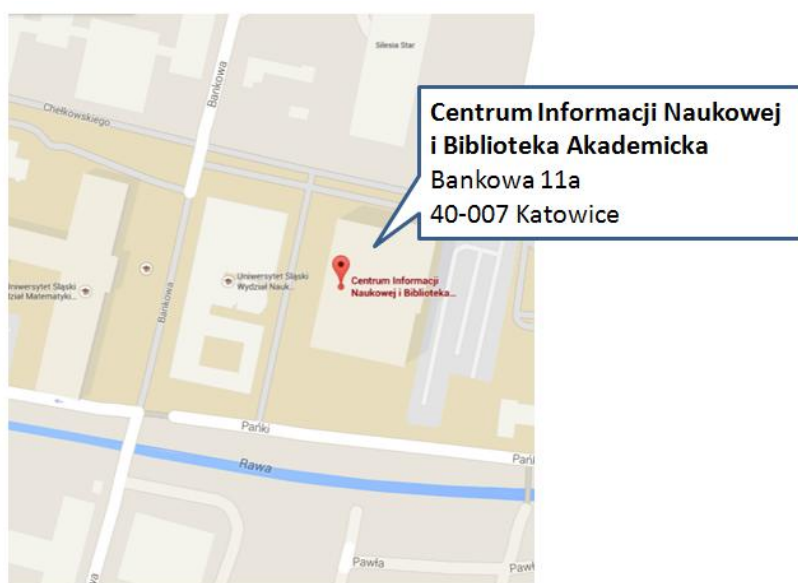 Silesia Star
Bankowa
Chełkowskiego
Centrum Informacji Naukowej
i Biblioteka Akademicka
Bankowa 11a
40-007 Katowice
Uniwersytet Śląski
Wydział Nauk...
Centrum Informacji
Naukowej i Biblioteka...
Uniwersytet Śląski
Matematyki...
Bankowa
Pańki
Rawa
Pawła